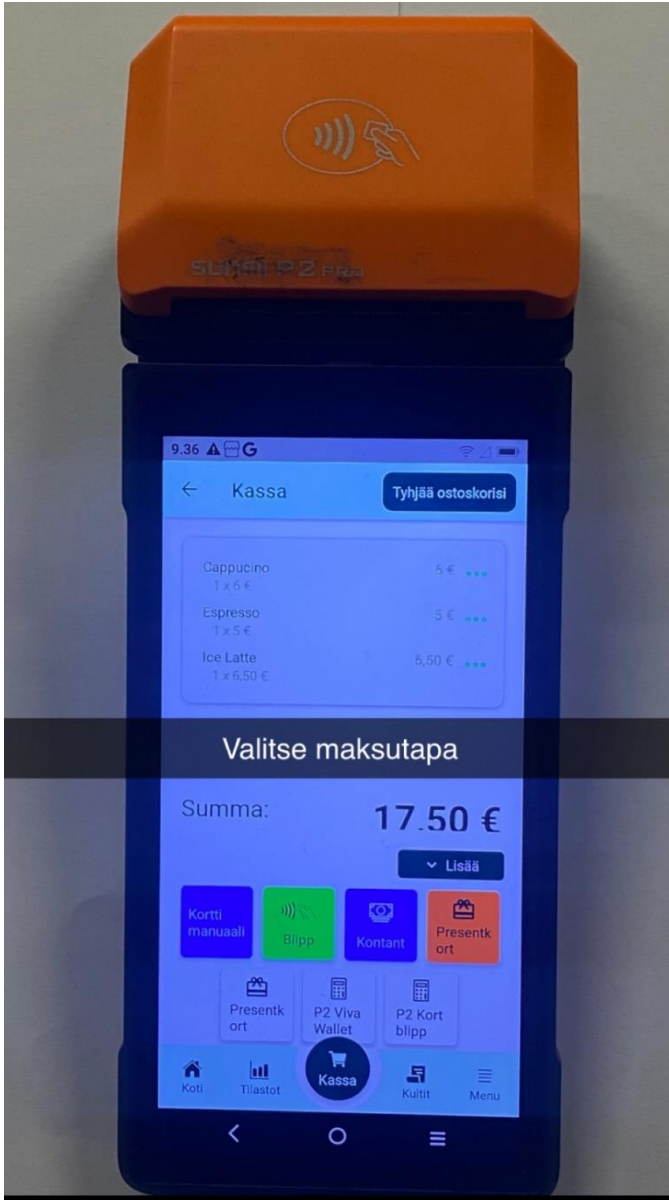 SUNMI P2 PRO
9.36
Kassa
Tyhjää ostoskorisi
Cappucino 6 €
1 x 6 €
Espresso 5 €
1 x 5 €
Ice Latte 6,50 €
1 x 6,50 €
Valitse maksutapa
Summa: 17.50 €
Lisää
Kortti
manuaali
Blipp
Kontant
Presentk
ort
Presentk
ort
P2 Viva
Wallet
P2 Kort
blipp
Koti
Tilastot
Kassa
Kuitit
Menu